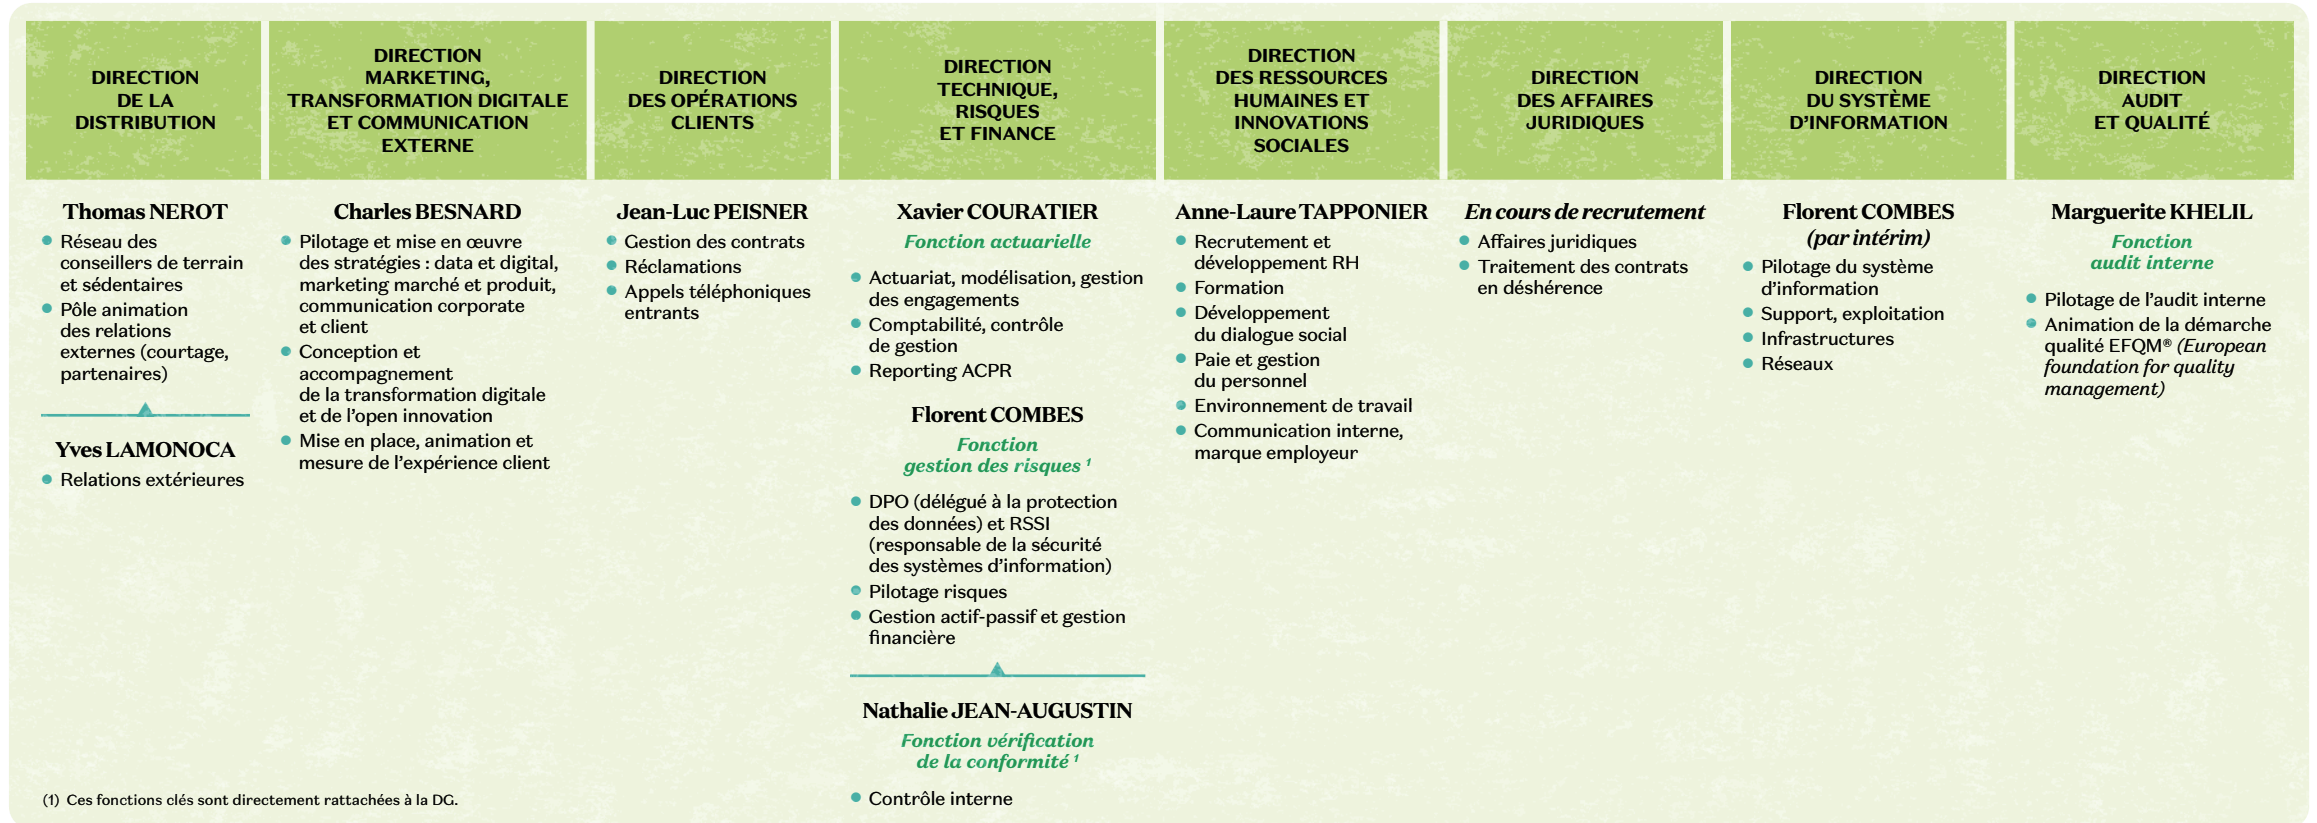 DIRECTION
DE LA
DISTRIBUTION
Thomas NEROT
Réseau des
conseillers de terrain
et sédentaires
Pôle animation
des relations
externes (courtage,
partenaires)
Yves LAMONOCA
Relations extérieures
DIRECTION
MARKETING,
TRANSFORMATION DIGITALE
ET COMMUNICATION
EXTERNE
Charles BESNARD
Pilotage et mise en œuvre
des stratégies : data et digital,
marketing marché et produit,
communication corporate
et client
Conception et
accompagnement
de la transformation digitale
et de l’open innovation
Mise en place, animation et
mesure de l’expérience client
DIRECTION
DES OPÉRATIONS
CLIENTS
Jean-Luc PEISNER
Gestion des contrats
Réclamations
Appels téléphoniques
entrants
DIRECTION
TECHNIQUE,
RISQUES
ET FINANCE
Xavier COURATIER
Fonction actuarielle
Actuariat, modélisation, gestion
des engagements
Comptabilité, contrôle
de gestion
Reporting ACPR
Florent COMBES
Fonction
gestion des risques ¹
DPO (délégué à la protection
des données) et RSSI
(responsable de la sécurité
des systèmes d’information)
Pilotage risques
Gestion actif-passif et gestion
financière
Nathalie JEAN-AUGUSTIN
Fonction vérification
de la conformité ¹
Contrôle interne
DIRECTION
DES RESSOURCES
HUMAINES ET
INNOVATIONS
SOCIALES
Anne-Laure TAPPONIER
Recrutement et
développement RH
Formation
Développement
du dialogue social
Paie et gestion
du personnel
Environnement de travail
Communication interne,
marque employeur
DIRECTION
DES AFFAIRES
JURIDIQUES
En cours de recrutement
Affaires juridiques
Traitement des contrats
en déshérence
DIRECTION
DU SYSTÈME
D’INFORMATION
Florent COMBES
(par intérim)
Pilotage du système
d’information
Support, exploitation
Infrastructures
Réseaux
DIRECTION
AUDIT
ET QUALITÉ
Marguerite KHELIL
Fonction
audit interne
Pilotage de l’audit interne
Animation de la démarche
qualité EFQM® (European
foundation for quality
management)
(1) Ces fonctions clés sont directement rattachées à la DG.